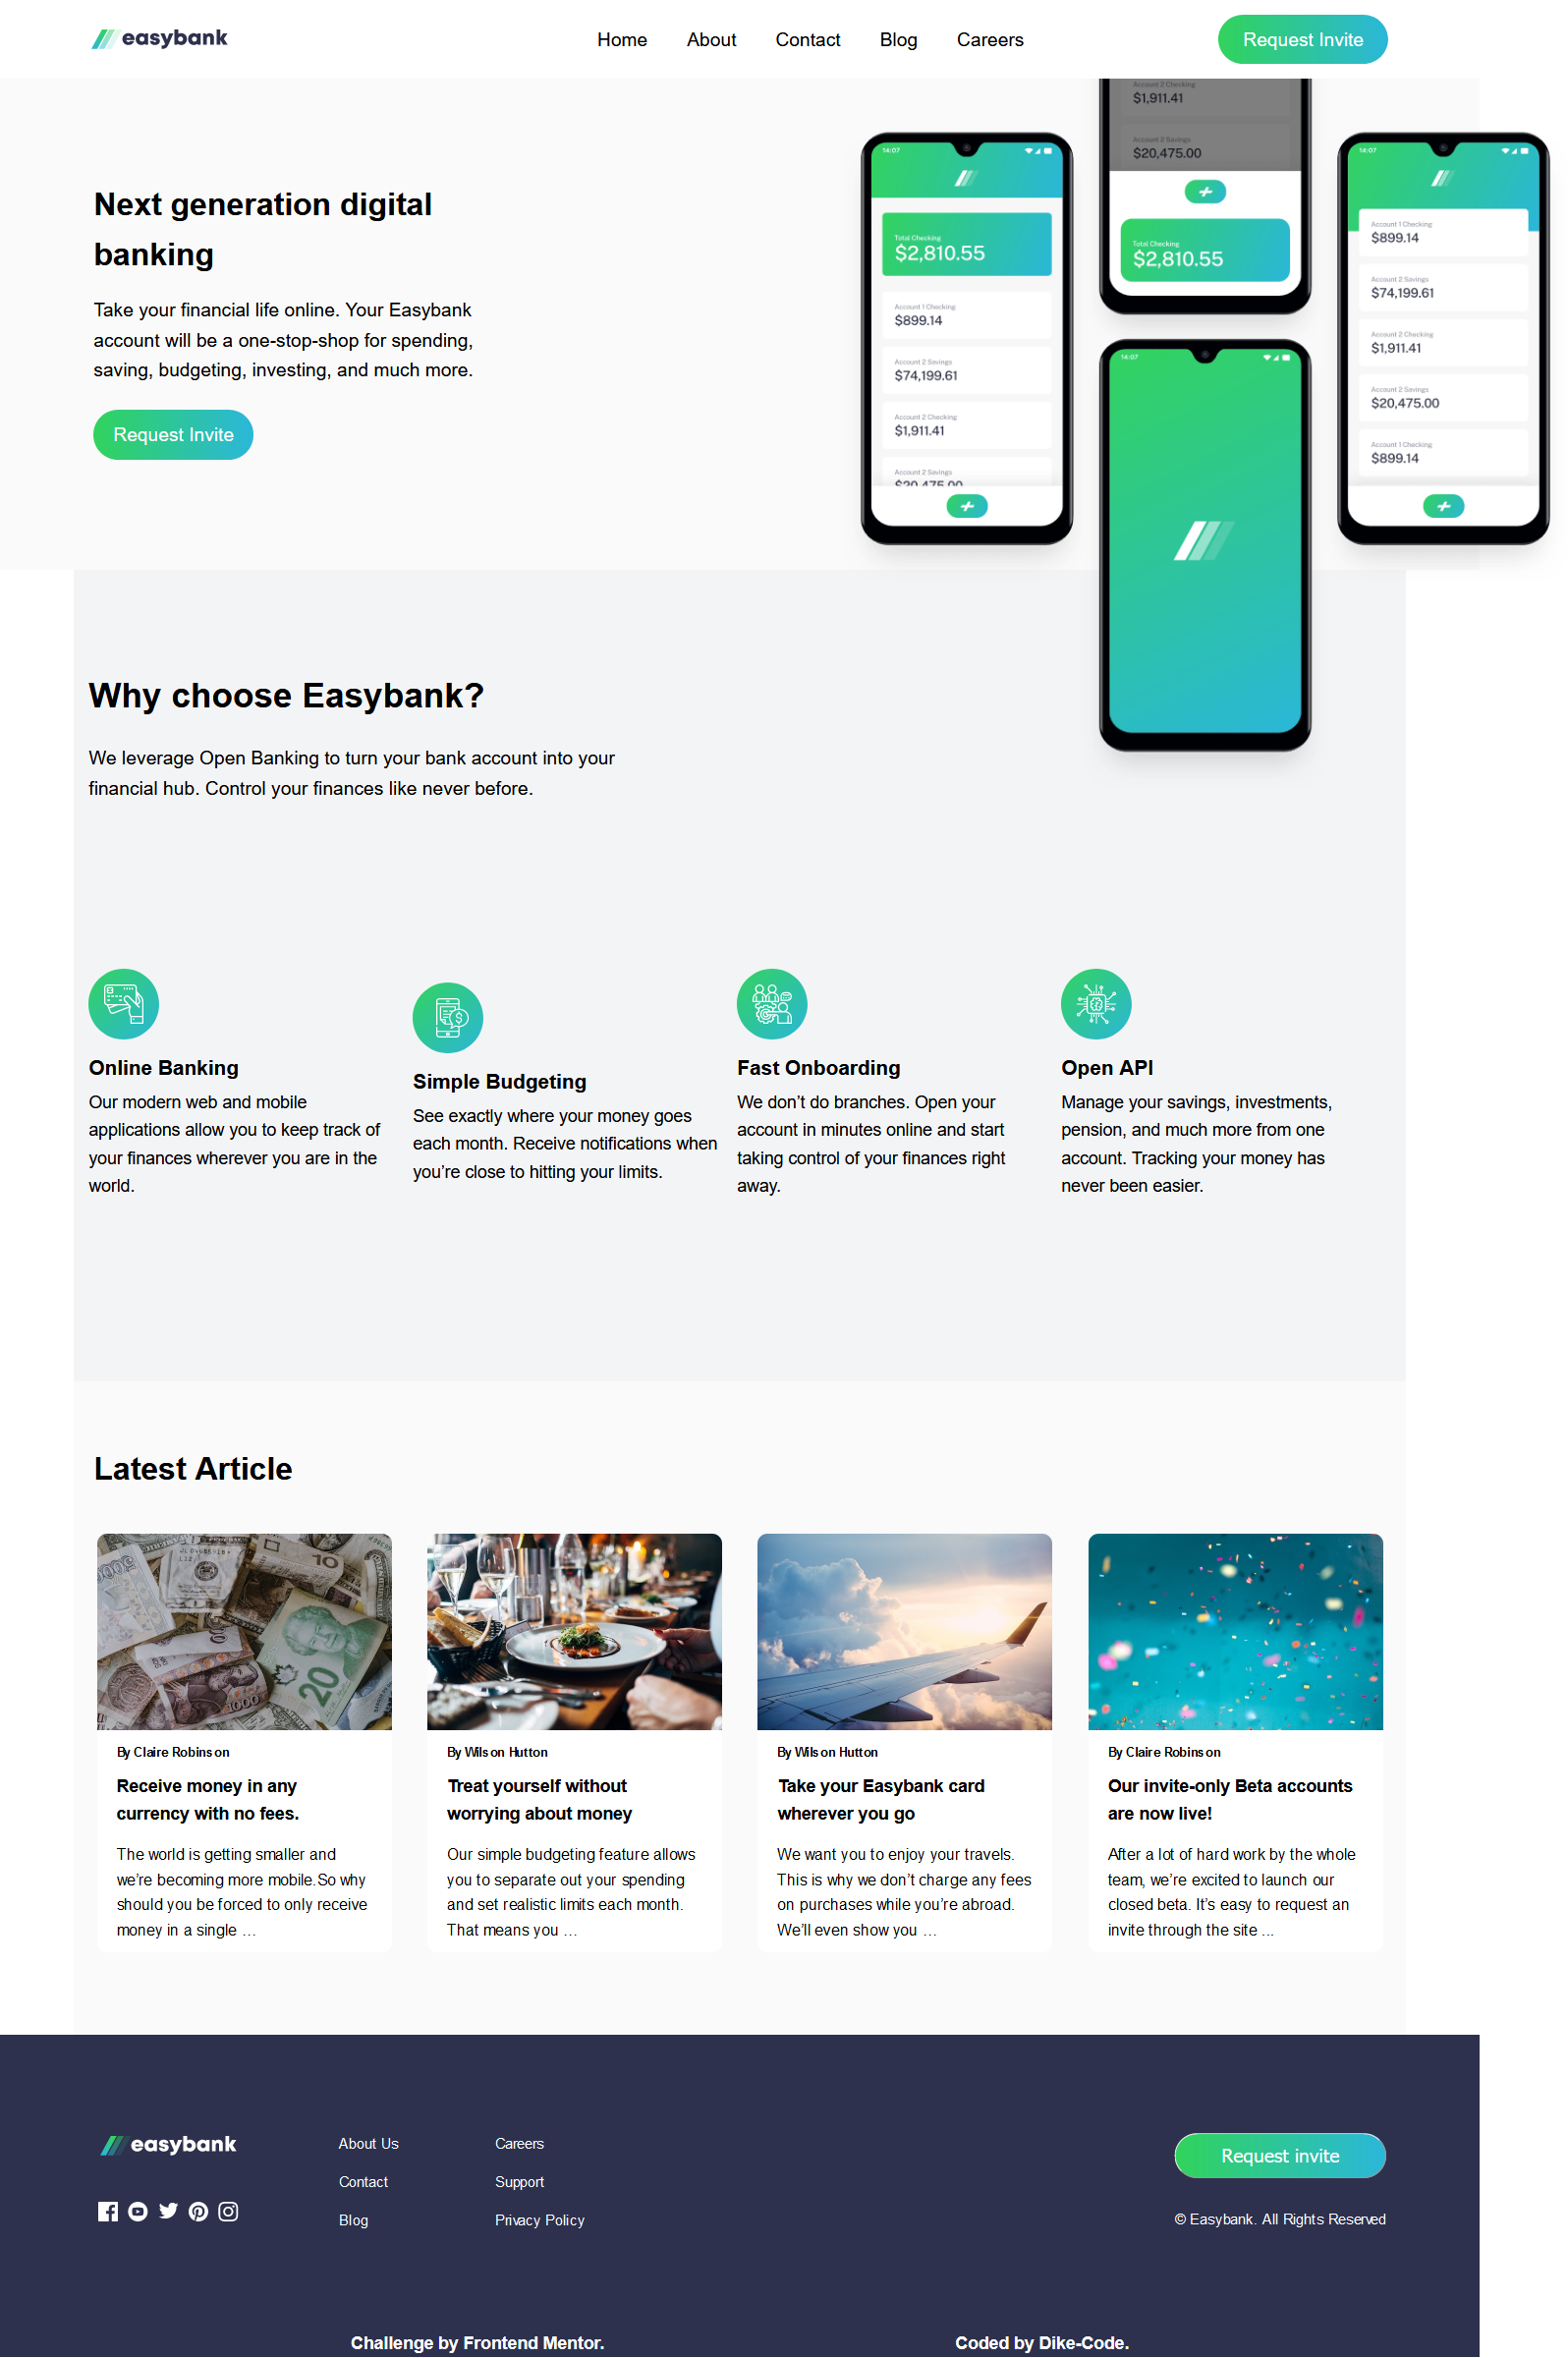 easybank
Home
About
Contact
Blog
Careers
Request Invite
Next generation digital
banking
Take your financial life online. Your Easybank
account will be a one-stop-shop for spending,
saving, budgeting, investing, and much more.
Request Invite
14:07
Total Checking
$2,810.55
Account 1 Checking
$899.14
Account 2 Savings
$74,199.61
Account 2 Checking
$1,911.41
Account 2 Savings
$20,475.00
Account 2 Checking
$1,911.41
Account 2 Savings
$20,475.00
Total Checking
$2,810.55
14:07
14:07
Account 1 Checking
$899.14
Account 2 Savings
$74,199.61
Account 2 Checking
$1,911.41
Account 2 Savings
$20,475.00
Account 1 Checking
$899.14
Why choose Easybank?
We leverage Open Banking to turn your bank account into your
financial hub. Control your finances like never before.
Online Banking
Our modern web and mobile
applications allow you to keep track of
your finances wherever you are in the
world.
Simple Budgeting
See exactly where your money goes
each month. Receive notifications when
you’re close to hitting your limits.
Fast Onboarding
We don’t do branches. Open your
account in minutes online and start
taking control of your finances right
away.
Open API
Manage your savings, investments,
pension, and much more from one
account. Tracking your money has
never been easier.
Latest Article
By Claire Robinson
Receive money in any
currency with no fees.
The world is getting smaller and
we’re becoming more mobile.So why
should you be forced to only receive
money in a single …
By Wilson Hutton
Treat yourself without
worrying about money
Our simple budgeting feature allows
you to separate out your spending
and set realistic limits each month.
That means you …
By Wilson Hutton
Take your Easybank card
wherever you go
We want you to enjoy your travels.
This is why we don’t charge any fees
on purchases while you’re abroad.
We’ll even show you …
By Claire Robinson
Our invite-only Beta accounts
are now live!
After a lot of hard work by the whole
team, we’re excited to launch our
closed beta. It’s easy to request an
invite through the site ...
easybank
About Us
Contact
Blog
Careers
Support
Privacy Policy
Request invite
© Easybank. All Rights Reserved
Challenge by Frontend Mentor.
Coded by Dike-Code.